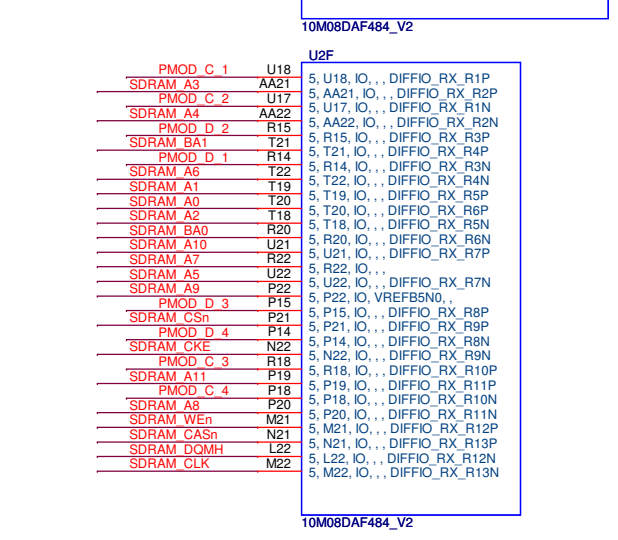 10M08DAF484_V2
U2F
PMOD_C_1 U18 5, U18, IO, , , DIFFIO_RX_R1P
SDRAM_A3 AA21 5, AA21, IO, , , DIFFIO_RX_R2P
PMOD_C_2 U17 5, U17, IO, , , DIFFIO_RX_R1N
SDRAM_A4 AA22 5, AA22, IO, , , DIFFIO_RX_R2N
PMOD_D_2 R15 5, R15, IO, , , DIFFIO_RX_R3P
SDRAM_BA1 T21 5, T21, IO, , , DIFFIO_RX_R4P
PMOD_D_1 R14 5, R14, IO, , , DIFFIO_RX_R3N
SDRAM_A6 T22 5, T22, IO, , , DIFFIO_RX_R4N
SDRAM_A1 T19 5, T19, IO, , , DIFFIO_RX_R5P
SDRAM_A0 T20 5, T20, IO, , , DIFFIO_RX_R6P
SDRAM_A2 T18 5, T18, IO, , , DIFFIO_RX_R5N
SDRAM_BA0 R20 5, R20, IO, , , DIFFIO_RX_R6N
SDRAM_A10 U21 5, U21, IO, , , DIFFIO_RX_R7P
SDRAM_A7 R22 5, R22, IO, , ,
SDRAM_A5 U22 5, U22, IO, , , DIFFIO_RX_R7N
SDRAM_A9 P22 5, P22, IO, VREFB5N0, ,
PMOD_D_3 P15 5, P15, IO, , , DIFFIO_RX_R8P
SDRAM_CSn P21 5, P21, IO, , , DIFFIO_RX_R9P
PMOD_D_4 P14 5, P14, IO, , , DIFFIO_RX_R8N
SDRAM_CKE N22 5, N22, IO, , , DIFFIO_RX_R9N
PMOD_C_3 R18 5, R18, IO, , , DIFFIO_RX_R10P
SDRAM_A11 P19 5, P19, IO, , , DIFFIO_RX_R11P
PMOD_C_4 P18 5, P18, IO, , , DIFFIO_RX_R10N
SDRAM_A8 P20 5, P20, IO, , , DIFFIO_RX_R11N
SDRAM_WEn M21 5, M21, IO, , , DIFFIO_RX_R12P
SDRAM_CASn N21 5, N21, IO, , , DIFFIO_RX_R13P
SDRAM_DQMH L22 5, L22, IO, , , DIFFIO_RX_R12N
SDRAM_CLK M22 5, M22, IO, , , DIFFIO_RX_R13N
10M08DAF484_V2